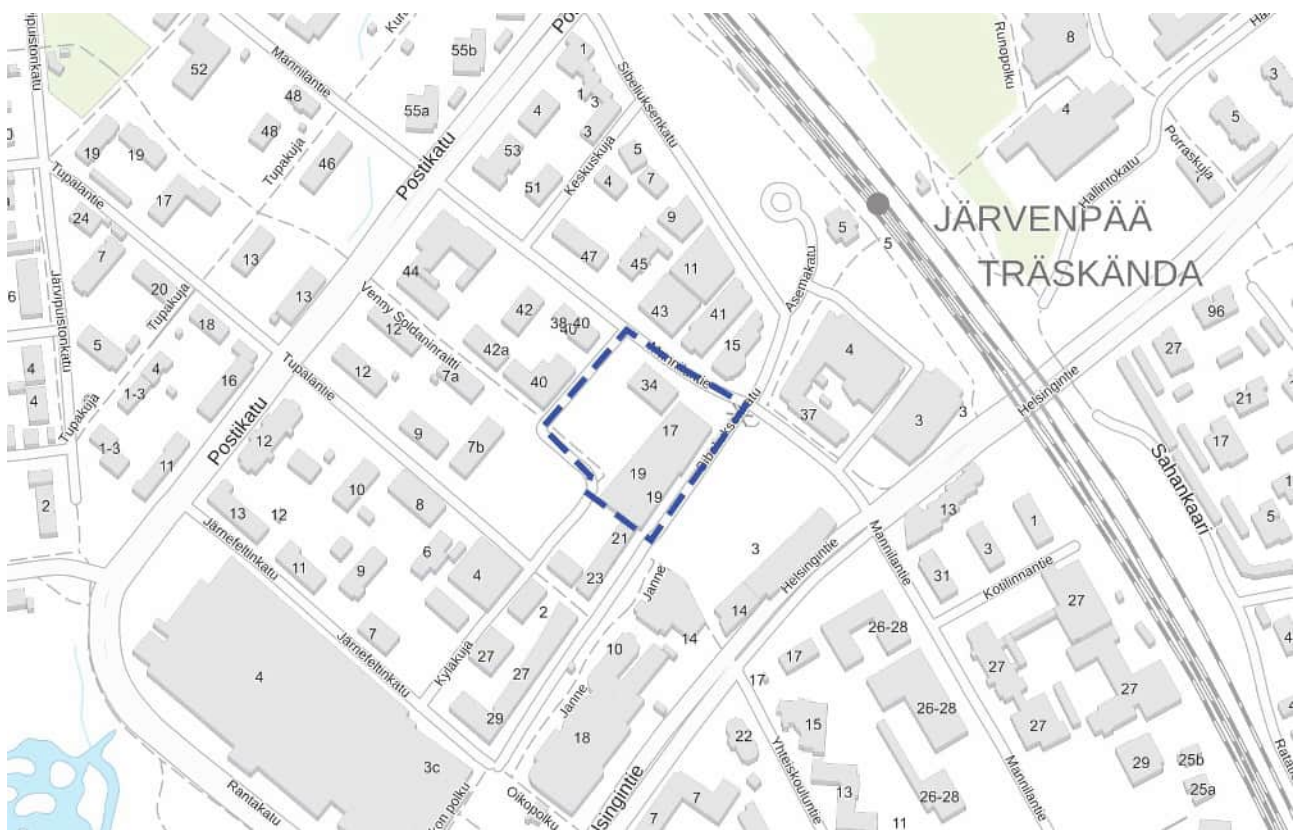 Postikatu
55b
1
8
52
Mannilantie
Sibeliuksenkatu
Runopolku
3
48
55a
4
1
3
4
5
19
19
48
46
53
3
5
Hallintokatu
Porraskuja
Tupalantie
Tupakuja
Postikatu
Keskuskuja
4
7
17
51
9
JÄRVENPÄÄ
24
5
5
TRÄSKÄNDA
7
13
47
45
11
Asemakatu
44
6
20
13
43
Järvipuistonkatu
Tupakuja
Venny Soldaninraitti
42
38-40
40
41
96
18
12
Mannilantie
15
4
27
5
42a
4
4
16
12
7a
40
34
Helsingintie
21
4
1-3
Tupalantie
37
3
3
17
Tupakuja
9
7b
17
Sibeliuksenkatu
1-3
12
Postikatu
11
19
Sahankaari
10
8
19
2
13
12
13
5
Järnefeltinkatu
21
3
Mannilantie
1
6
3
11
9
4
23
Janne
31
Kotilinnantie
Helsingintie
2
14
27
7
14
26-28
Järnefeltinkatu
27
10
17
27
4
Kyläkuja
27
17
27
Janne
26-28
29
15
27
18
22
Yhteiskouluntie
29
25b
3c
Mannilantie
25a
Rantakatu
Oikopolku
7
13
26-28
7
11